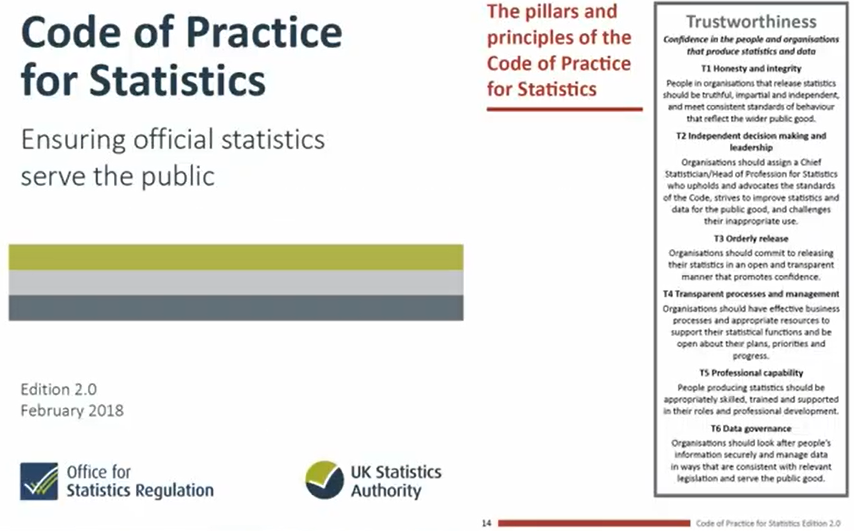 Code of Practice
for Statistics
Ensuring official statistics
serve the public
Edition 2.0
February 2018
Office for
Statistics Regulation
UK Statistics
Authority
The pillars and
principles of the
Code of Practice
for Statistics
Trustworthiness
Confidence in the people and organisations
that produce statistics and data
T1 Honesty and integrity
People in organisations that release statistics
should be truthful, impartial and independent,
and meet consistent standards of behaviour
that reflect the wider public good.
T2 Independent decision making and
leadership
Organisations should assign a Chief
Statistician/Head of Profession for Statistics
who upholds and advocates the standards
of the Code, strives to improve statistics and
data for the public good, and challenges
their inappropriate use.
T3 Orderly release
Organisations should commit to releasing
their statistics in an open and transparent
manner that promotes confidence.
T4 Transparent processes and management
Organisations should have effective business
processes and appropriate resources to
support their statistical functions and be
open about their plans, priorities and
progress.
T5 Professional capability
People producing statistics should be
appropriately skilled, trained and supported
in their roles and professional development.
T6 Data governance
Organisations should look after people's
information securely and manage data
in ways that are consistent with relevant
legislation and serve the public good.
14
Code of Practice for Statistics Edition 2.0